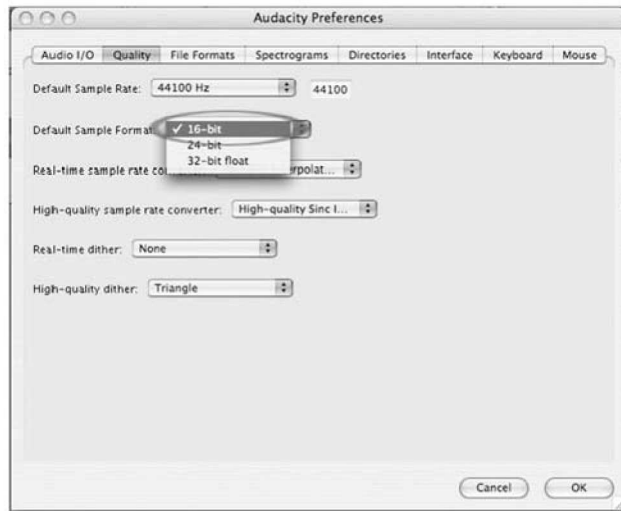 Audacity Preferences
Audio I/O Quality File Formats Spectrograms Directories Interface Keyboard Mouse
Default Sample Rate: 44100 Hz 44100
Default Sample Format ✓ 16-bit
24-bit
32-bit float
Real-time sample rate co erpolat...
High-quality sample rate converter: High-quality Sinc I...
Real-time dither: None
High-quality dither: Triangle
Cancel OK